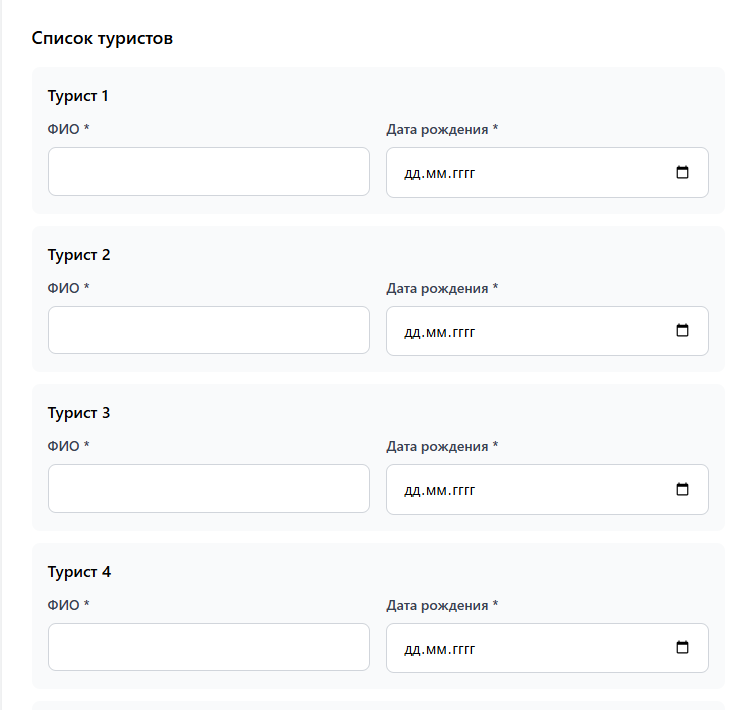 Список туристов
Турист 1
ФИО * Дата рождения *
дд.мм.гггг
Турист 2
ФИО * Дата рождения *
дд.мм.гггг
Турист 3
ФИО * Дата рождения *
дд.мм.гггг
Турист 4
ФИО * Дата рождения *
дд.мм.гггг